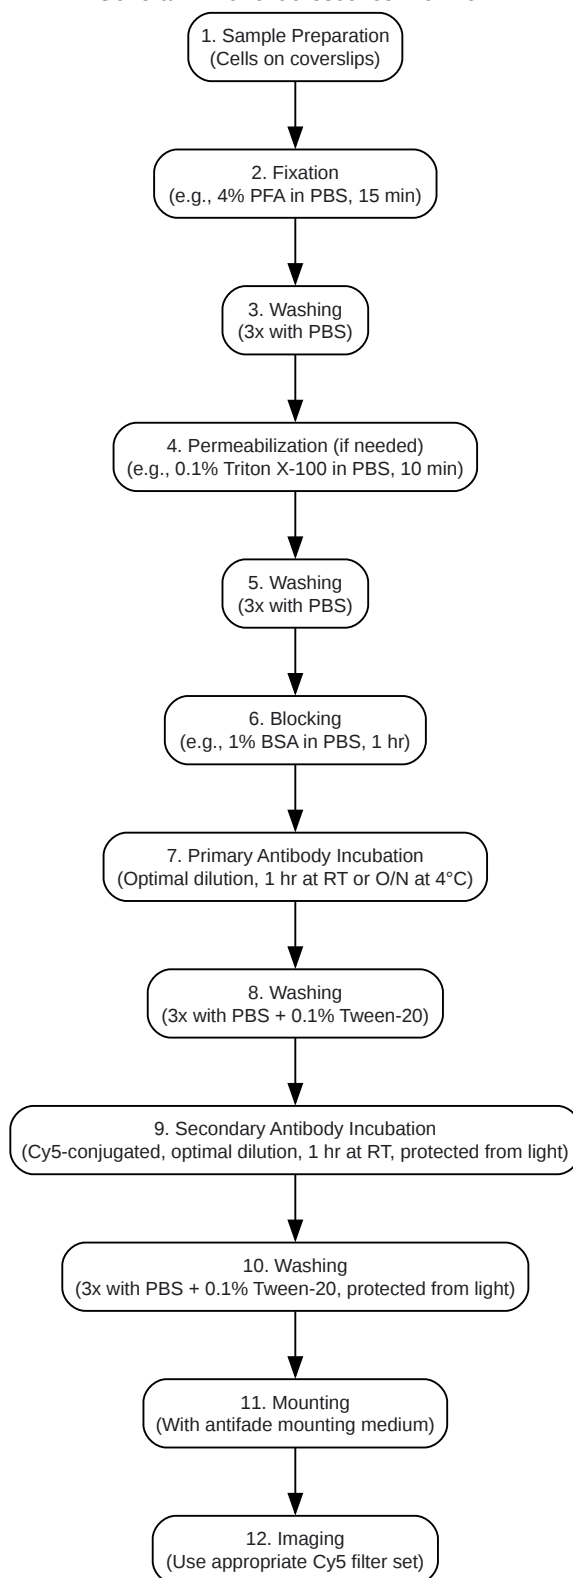 1. Sample Preparation
(Cells on coverslips)
2. Fixation
(e.g., 4% PFA in PBS, 15 min)
3. Washing
(3x with PBS)
4. Permeabilization (if needed)
(e.g., 0.1% Triton X-100 in PBS, 10 min)
5. Washing
(3x with PBS)
6. Blocking
(e.g., 1% BSA in PBS, 1 hr)
7. Primary Antibody Incubation
(Optimal dilution, 1 hr at RT or O/N at 4°C)
8. Washing
(3x with PBS + 0.1% Tween-20)
9. Secondary Antibody Incubation
(Cy5-conjugated, optimal dilution, 1 hr at RT, protected from light)
10. Washing
(3x with PBS + 0.1% Tween-20, protected from light)
11. Mounting
(With antifade mounting medium)
12. Imaging
(Use appropriate Cy5 filter set)